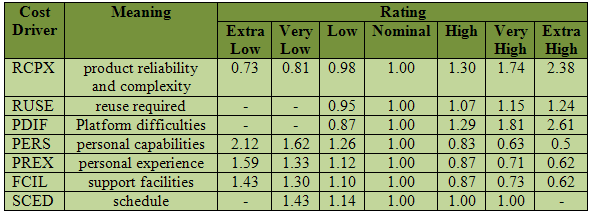 Cost Driver Meaning Rating
Extra Low Very Low Low Nominal High Very High Extra High
RCPX product reliability and complexity 0.73 0.81 0.98 1.00 1.30 1.74 2.38
RUSE reuse required - - 0.95 1.00 1.07 1.15 1.24
PDIF Platform difficulties - - 0.87 1.00 1.29 1.81 2.61
PERS personal capabilities 2.12 1.62 1.26 1.00 0.83 0.63 0.5
PREX personal experience 1.59 1.33 1.12 1.00 0.87 0.71 0.62
FCIL support facilities 1.43 1.30 1.10 1.00 0.87 0.73 0.62
SCED schedule - 1.43 1.14 1.00 1.00 1.00 -